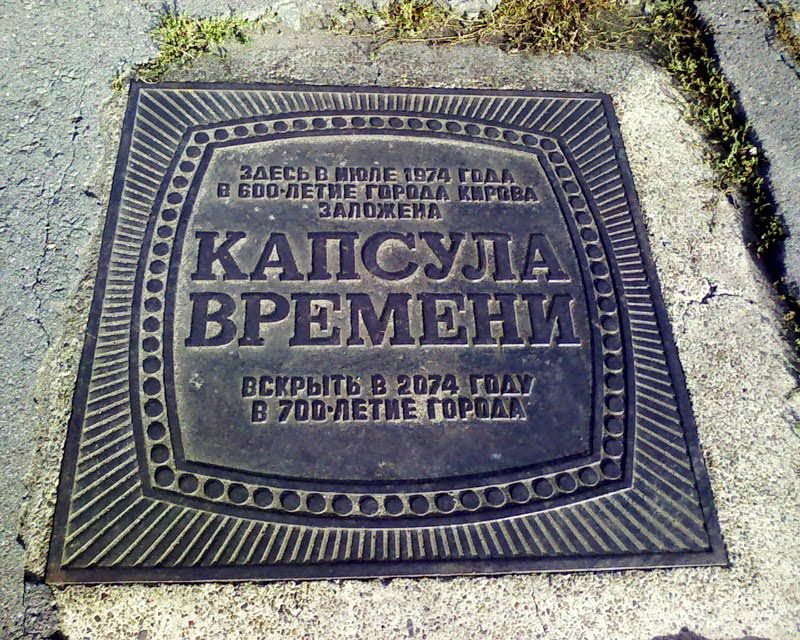 ЗДЕСЬ В ИЮЛЕ 1974 ГОДА
В 600-ЛЕТИЕ ГОРОДА КИРОВА
ЗАЛОЖЕНА
КАПСУЛА
ВРЕМЕНИ
ВСКРЫТЬ В 2074 ГОДУ
В 700-ЛЕТИЕ ГОРОДА